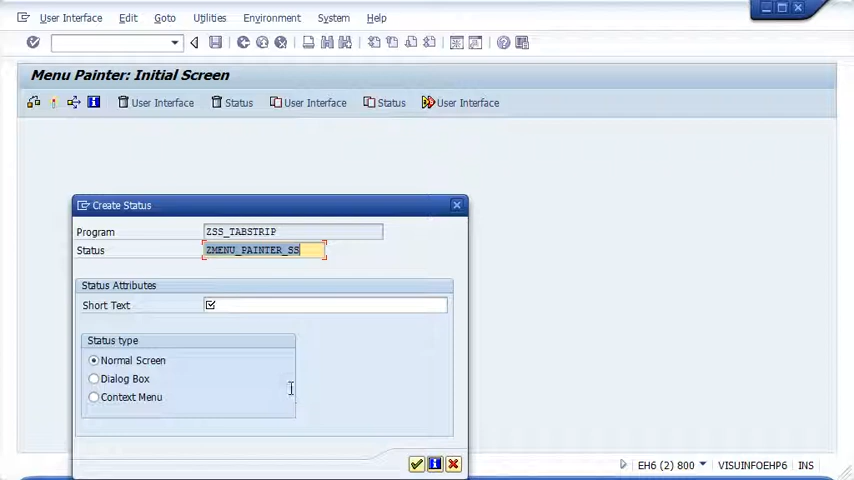 User Interface Edit Goto Utilities Environment System Help
Menu Painter: Initial Screen
User Interface Status User Interface Status User Interface
Create Status
Program ZSS_TABSTRIP
Status ZMENU_PAINTER_SS
Status Attributes
Short Text
Status type
Normal Screen
Dialog Box
Context Menu
EH6 (2) 800 VISUINFOEHP6 INS